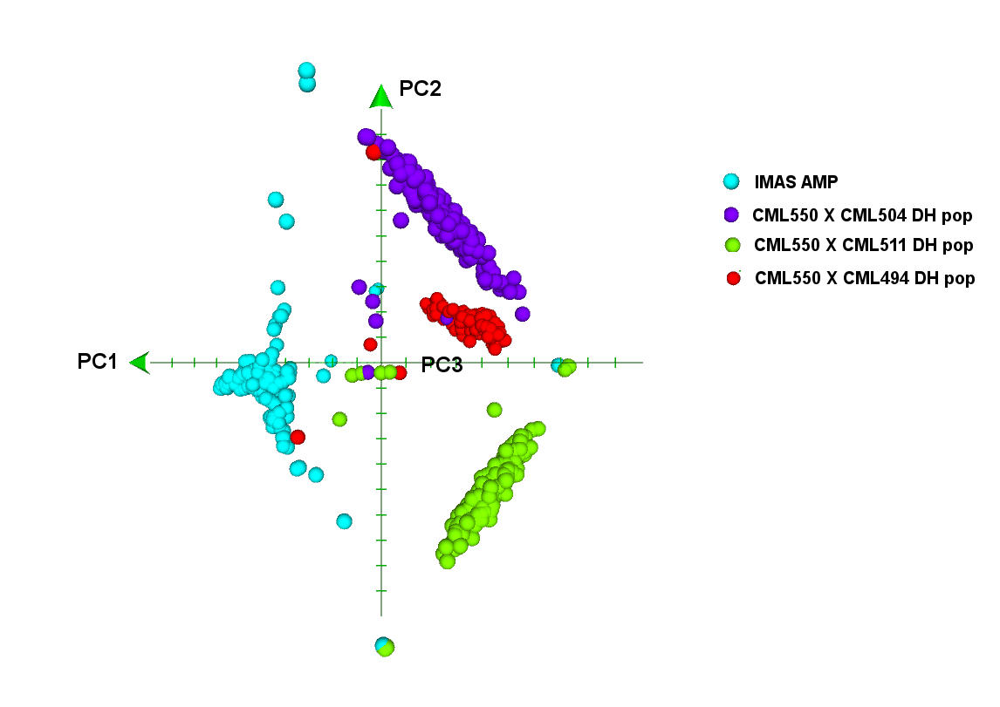 PC2
IMAS AMP
CML550 X CML504 DH pop
CML550 X CML511 DH pop
CML550 X CML494 DH pop
PC1
PC3